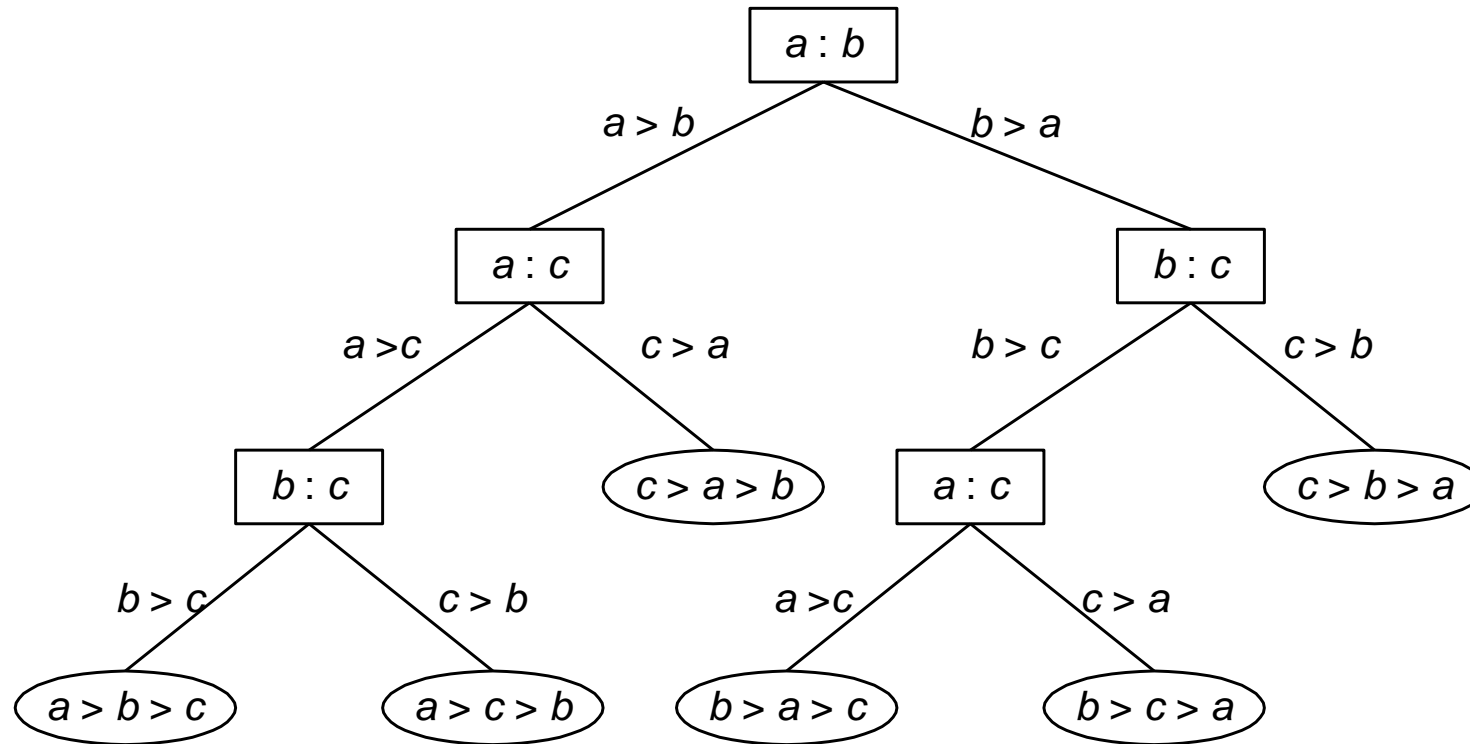 a : b
a > b
b > a
a : c
b : c
a >c
c > a
b > c
c > b
b : c
c > a > b
a : c
c > b > a
b > c
c > b
a >c
c > a
a > b > c
a > c > b
b > a > c
b > c > a